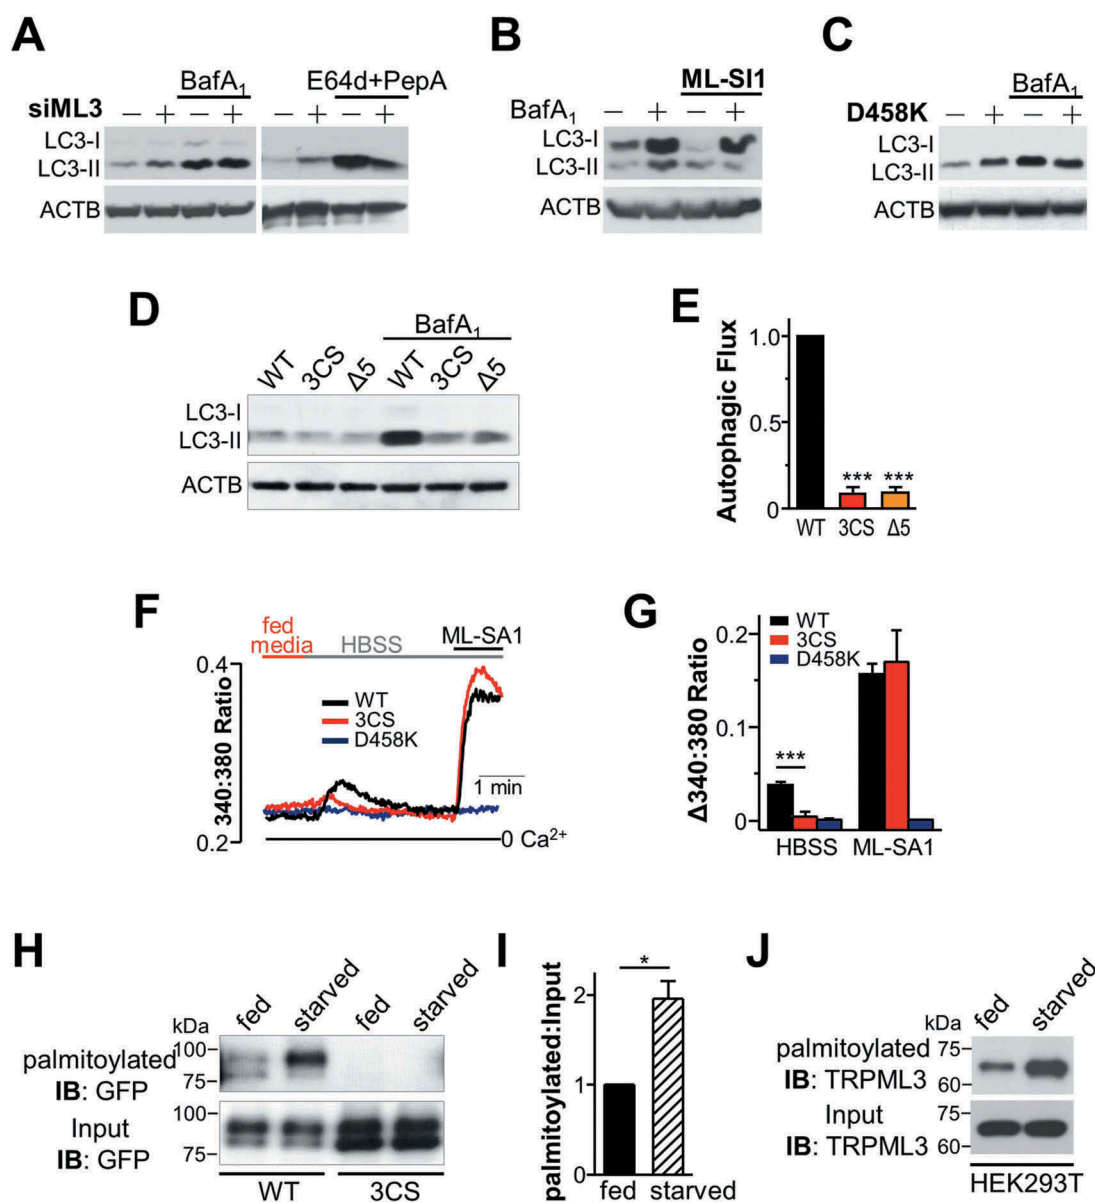 A
BafA1
E64d+PepA
siML3
− + − + − + − +
LC3-I
LC3-II
ACTB
B
ML-SI1
BafA1 − + − +
LC3-I
LC3-II
ACTB
C
BafA1
D458K − + − +
LC3-I
LC3-II
ACTB
D
BafA1
WT 3CS Δ5 WT 3CS Δ5
LC3-I
LC3-II
ACTB
E
Autophagic Flux
1.0
0.5
0
*** ***
WT 3CS Δ5
F
fed
media
HBSS
ML-SA1
340:380 Ratio
0.4
0.2
WT
3CS
D458K
1 min
0 Ca2+
G
Δ340:380 Ratio
0.2
0.1
0
WT
3CS
D458K
***
HBSS ML-SA1
H
fed starved fed starved
kDa
palmitoylated
IB: GFP
100
75
Input
IB: GFP
100
75
WT 3CS
I
palmitoylated:Input
2
1
0
*
fed starved
J
fed starved
kDa
palmitoylated
IB: TRPML3
75
60
Input
IB: TRPML3
75
60
HEK293T